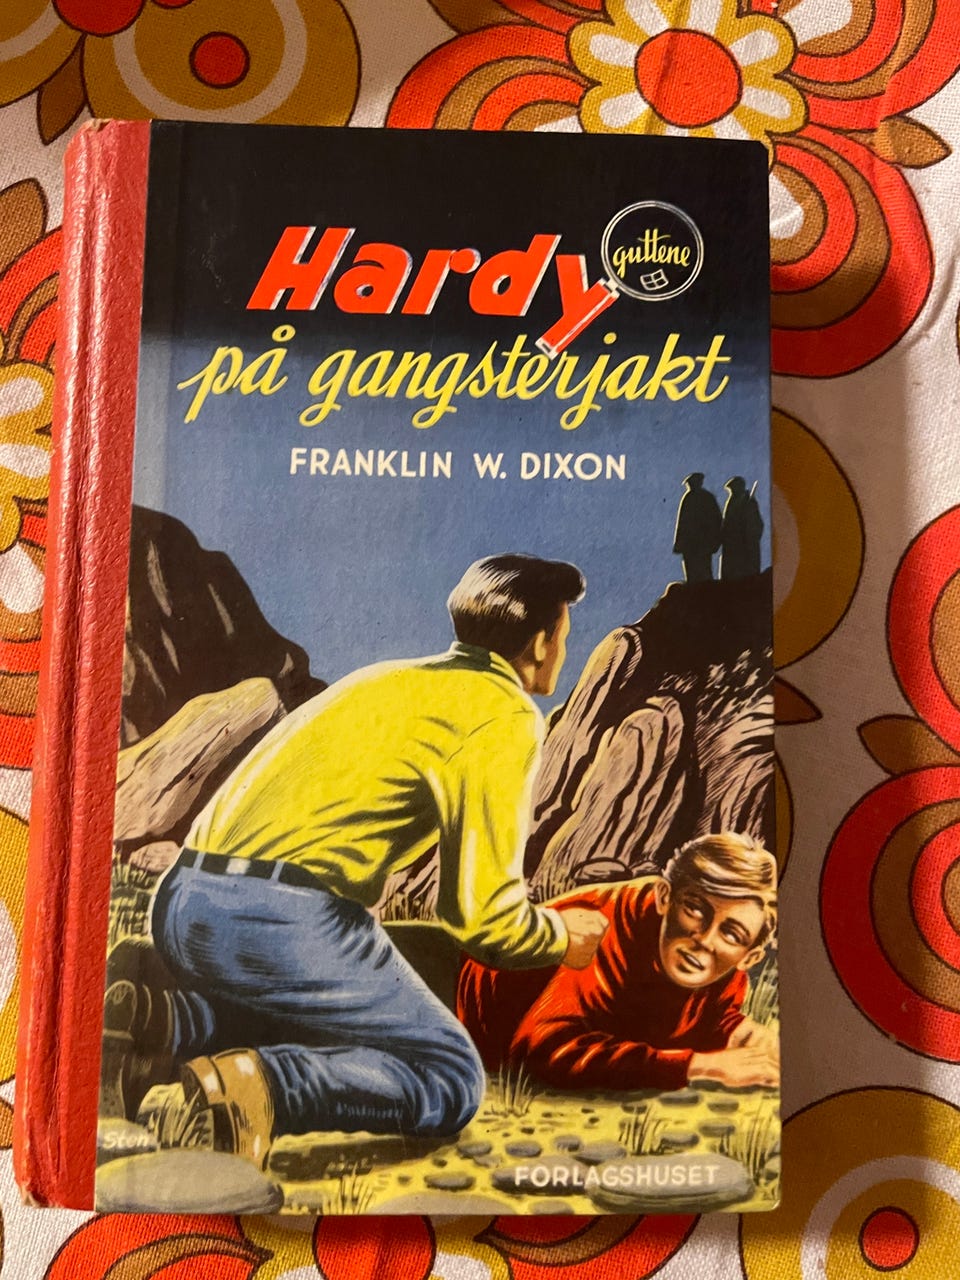 Hardy
guttene
på gangsterjakt
FRANKLIN W. DIXON
Sten
FORLAGSHUSET